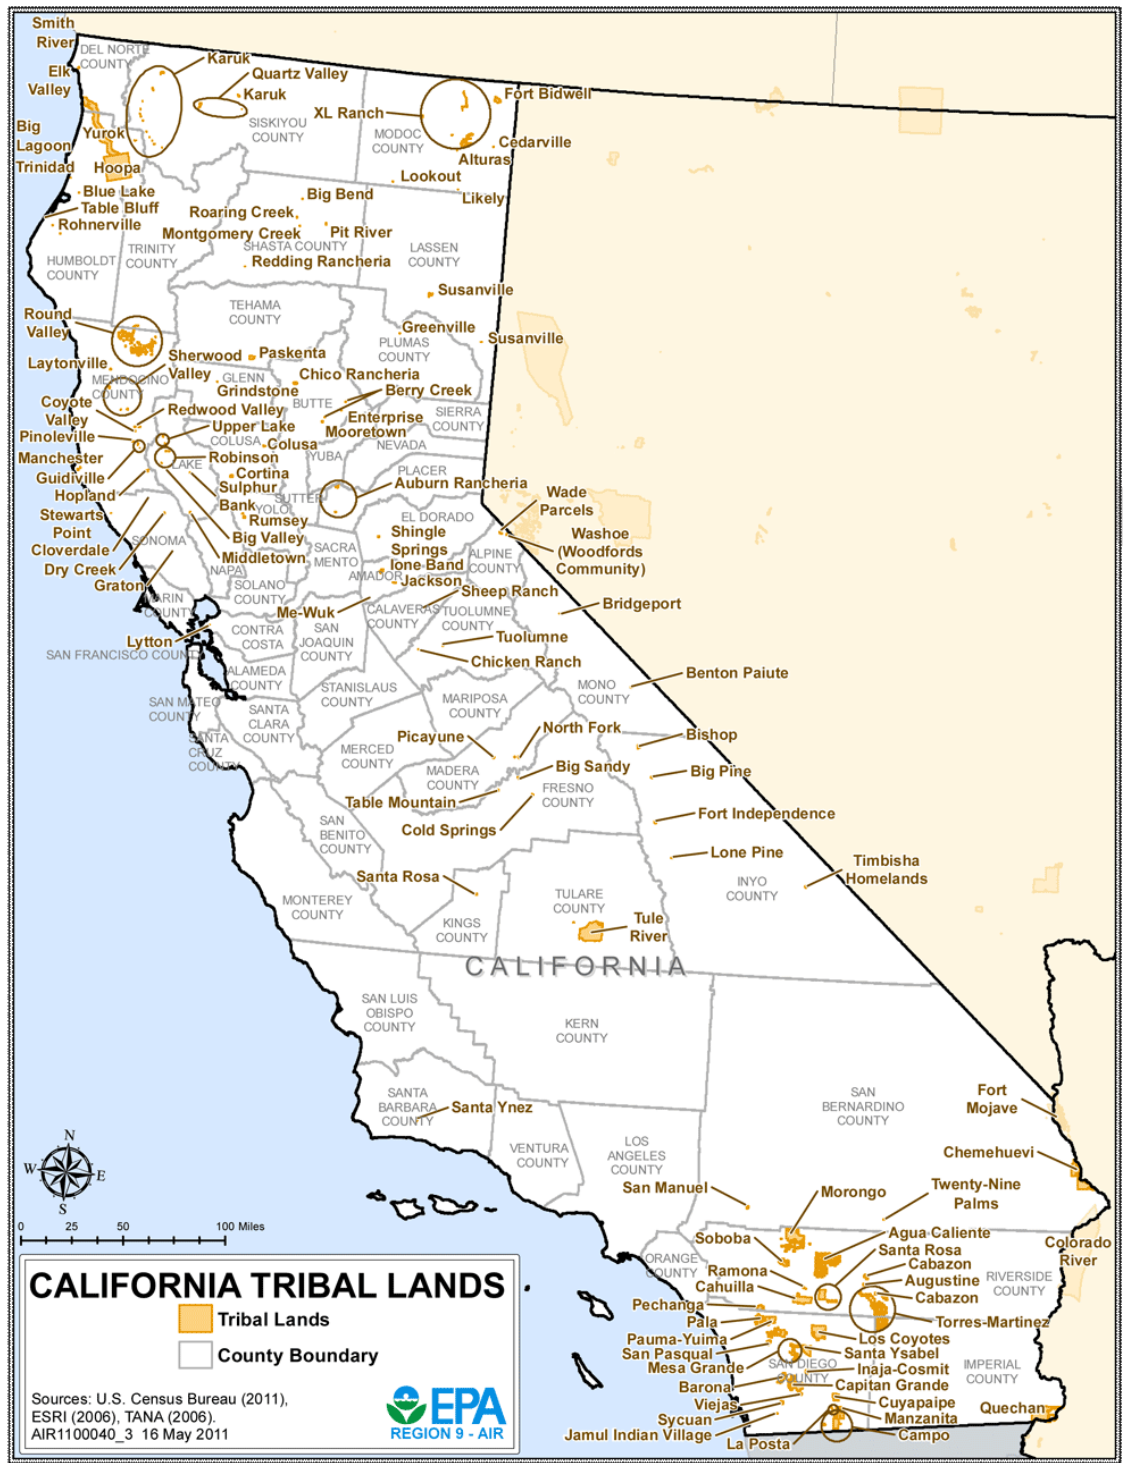 Smith
River
DEL NORTE
COUNTY
Elk
Valley
Karuk
Quartz Valley
Karuk
Fort Bidwell
XL Ranch
SISKIYOU
COUNTY
MODOC
COUNTY
Cedarville
Alturas
Big
Lagoon
Yurok
Trinidad
Hoopa
Lookout
Likely
Blue Lake
Table Bluff
Rohnerville
Big Bend
Roaring Creek
Montgomery Creek
Pit River
SHASTA COUNTY
Redding Rancheria
TRINITY
COUNTY
HUMBOLDT
COUNTY
LASSEN
COUNTY
Susanville
TEHAMA
COUNTY
Round
Valley
Greenville
Susanville
PLUMAS
COUNTY
Laytonville
Sherwood
Valley
Paskenta
MENDOCINO
COUNTY
GLENN
Grindstone
Chico Rancheria
Berry Creek
BUTTE
Coyote
Valley
Redwood Valley
Upper Lake
Enterprise
Mooretown
SIERRA
COUNTY
Pinoleville
COLUSA
Colusa
NEVADA
Manchester
LAKE
Robinson
YUBA
Guidiville
Cortina
PLACER
Auburn Rancheria
Hopland
Sulphur
Bank
SUTTER
YOLO
Stewarts
Point
Rumsey
EL DORADO
Wade
Parcels
Cloverdale
SONOMA
Big Valley
Shingle
Springs
Washoe
(Woodfords
Community)
Dry Creek
Middletown
SACRA
MENTO
Ione Band
ALPINE
COUNTY
Graton
NAPA
AMADOR
Jackson
SOLANO
COUNTY
Sheep Ranch
MARIN
COUNTY
Me-Wuk
CALAVERAS
COUNTY
TUOLUMNE
COUNTY
Bridgeport
Lytton
CONTRA
COSTA
SAN
JOAQUIN
COUNTY
Tuolumne
SAN FRANCISCO COUNTY
Chicken Ranch
ALAMEDA
COUNTY
STANISLAUS
COUNTY
MONO
COUNTY
Benton Paiute
SAN MATEO
COUNTY
SANTA
CLARA
COUNTY
MARIPOSA
COUNTY
SANTA
CRUZ
COUNTY
MERCED
COUNTY
Picayune
North Fork
Bishop
MADERA
COUNTY
Big Sandy
Big Pine
Table Mountain
FRESNO
COUNTY
Cold Springs
Fort Independence
SAN
BENITO
COUNTY
Lone Pine
Timbisha
Homelands
Santa Rosa
INYO
COUNTY
MONTEREY
COUNTY
TULARE
COUNTY
KINGS
COUNTY
Tule
River
CALIFORNIA
SAN LUIS
OBISPO
COUNTY
KERN
COUNTY
SANTA
BARBARA
COUNTY
Santa Ynez
SAN
BERNARDINO
COUNTY
Fort
Mojave
VENTURA
COUNTY
LOS
ANGELES
COUNTY
Chemehuevi
San Manuel
Morongo
Twenty-Nine
Palms
Soboba
Agua Caliente
Colorado
River
ORANGE
COUNTY
Santa Rosa
Ramona
Cabazon
Cahuilla
Augustine
RIVERSIDE
COUNTY
Pechanga
Cabazon
Pala
Torres-Martinez
Pauma-Yuima
Los Coyotes
San Pasqual
Santa Ysabel
Mesa Grande
SAN DIEGO
COUNTY
Inaja-Cosmit
IMPERIAL
COUNTY
Barona
Capitan Grande
Viejas
Cuyapaipe
Quechan
Sycuan
Manzanita
Jamul Indian Village
Campo
La Posta
N
W
E
S
0 25 50 100 Miles
CALIFORNIA TRIBAL LANDS
Tribal Lands
County Boundary
Sources: U.S. Census Bureau (2011),
ESRI (2006), TANA (2006).
AIR1100040_3 16 May 2011
EPA
REGION 9 - AIR